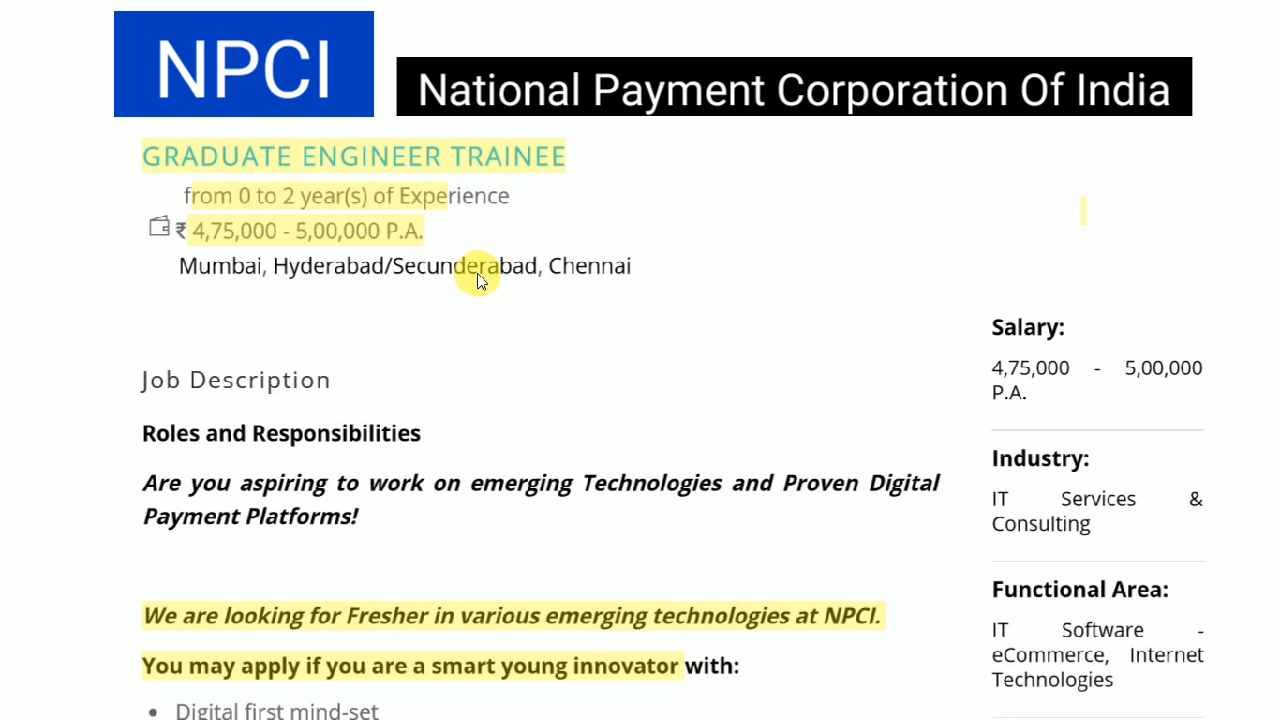 NPCI
National Payment Corporation Of India
GRADUATE ENGINEER TRAINEE
from 0 to 2 year(s) of Experience
₹ 4,75,000 - 5,00,000 P.A.
Mumbai, Hyderabad/Secunderabad, Chennai
Job Description
Roles and Responsibilities
Are you aspiring to work on emerging Technologies and Proven Digital
Payment Platforms!
We are looking for Fresher in various emerging technologies at NPCI.
You may apply if you are a smart young innovator with:
• Digital first mind-set
Salary:
4,75,000 - 5,00,000
P.A.
Industry:
IT Services &
Consulting
Functional Area:
IT Software -
eCommerce, Internet
Technologies